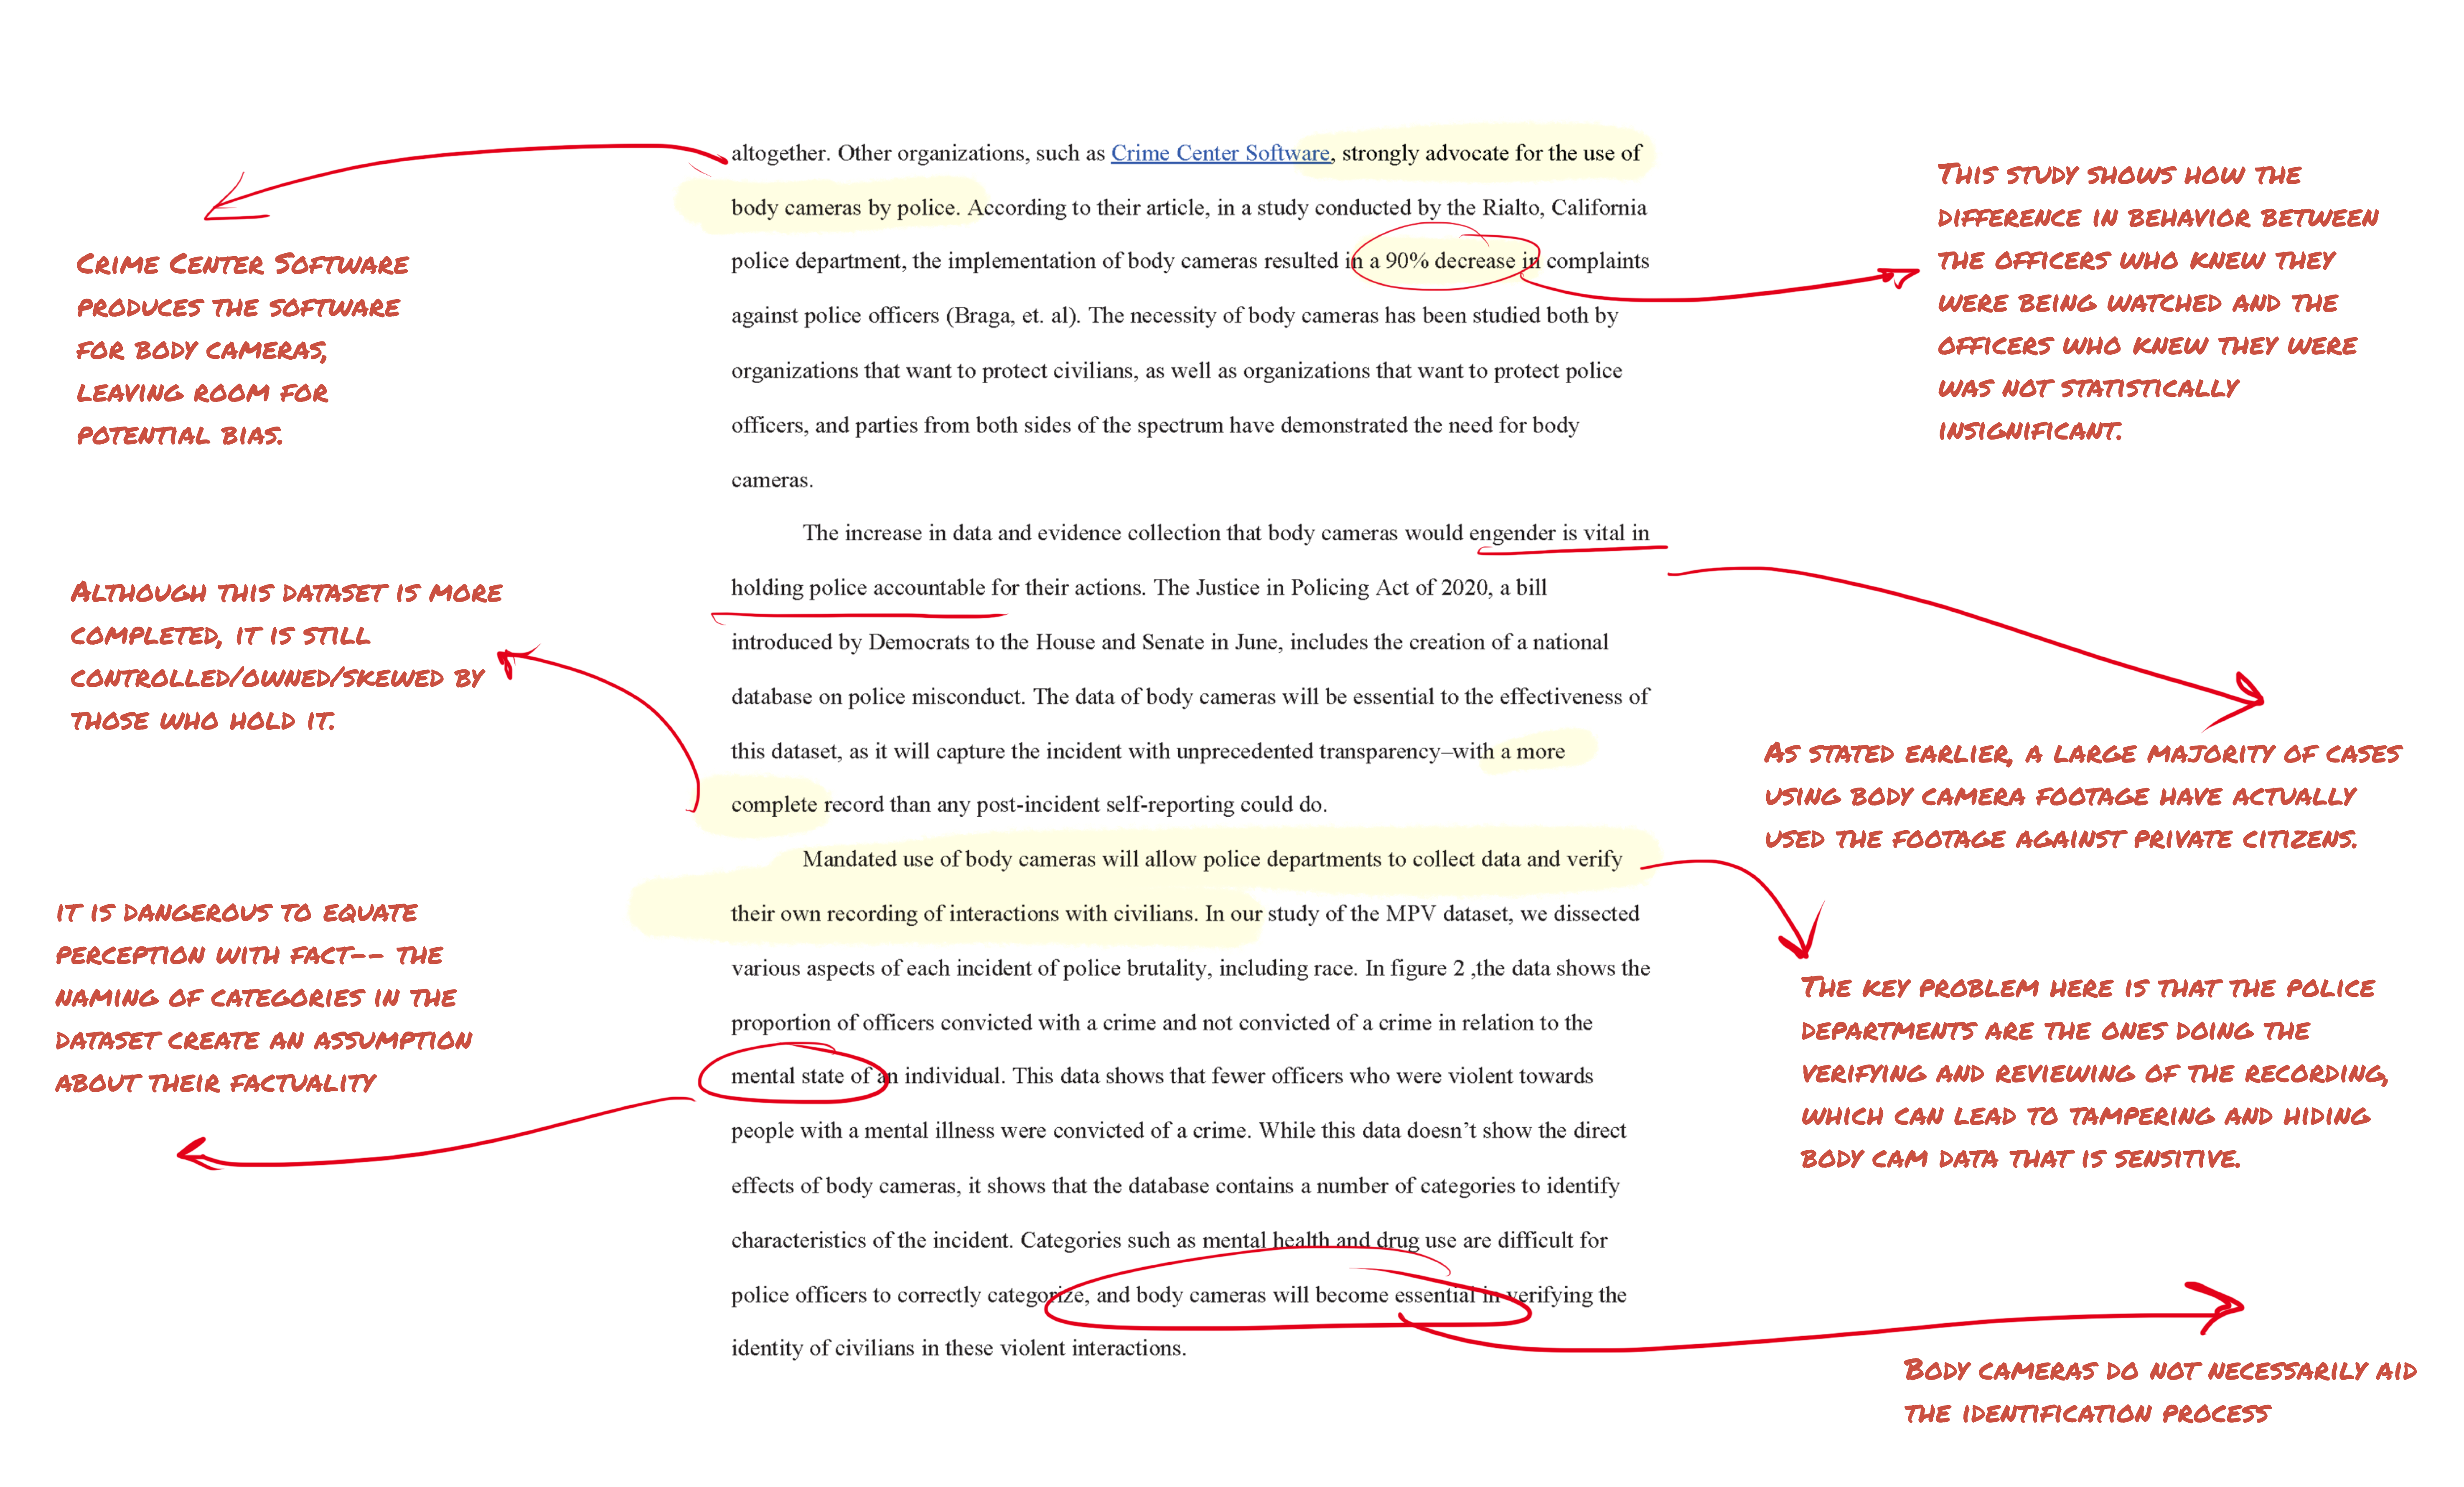 altogether. Other organizations, such as Crime Center Software, strongly advocate for the use of
body cameras by police. According to their article, in a study conducted by the Rialto, California
police department, the implementation of body cameras resulted in a 90% decrease in complaints
against police officers (Braga, et. al). The necessity of body cameras has been studied both by
organizations that want to protect civilians, as well as organizations that want to protect police
officers, and parties from both sides of the spectrum have demonstrated the need for body
cameras.
The increase in data and evidence collection that body cameras would engender is vital in
holding police accountable for their actions. The Justice in Policing Act of 2020, a bill
introduced by Democrats to the House and Senate in June, includes the creation of a national
database on police misconduct. The data of body cameras will be essential to the effectiveness of
this dataset, as it will capture the incident with unprecedented transparency–with a more
complete record than any post-incident self-reporting could do.
Mandated use of body cameras will allow police departments to collect data and verify
their own recording of interactions with civilians. In our study of the MPV dataset, we dissected
various aspects of each incident of police brutality, including race. In figure 2 ,the data shows the
proportion of officers convicted with a crime and not convicted of a crime in relation to the
mental state of an individual. This data shows that fewer officers who were violent towards
people with a mental illness were convicted of a crime. While this data doesn’t show the direct
effects of body cameras, it shows that the database contains a number of categories to identify
characteristics of the incident. Categories such as mental health and drug use are difficult for
police officers to correctly categorize, and body cameras will become essential in verifying the
identity of civilians in these violent interactions.
Crime Center Software
produces the software
for body cameras,
leaving room for
potential bias.
Although this dataset is more
completed, it is still
controlled/owned/skewed by
those who hold it.
it is dangerous to equate
perception with fact-- the
naming of categories in the
dataset create an assumption
about their factuality
This study shows how the
difference in behavior between
the officers who knew they
were being watched and the
officers who knew they were
was not statistically
insignificant.
As stated earlier, a large majority of cases
using body camera footage have actually
used the footage against private citizens.
The key problem here is that the police
departments are the ones doing the
verifying and reviewing of the recording,
which can lead to tampering and hiding
body cam data that is sensitive.
Body cameras do not necessarily aid
the identification process